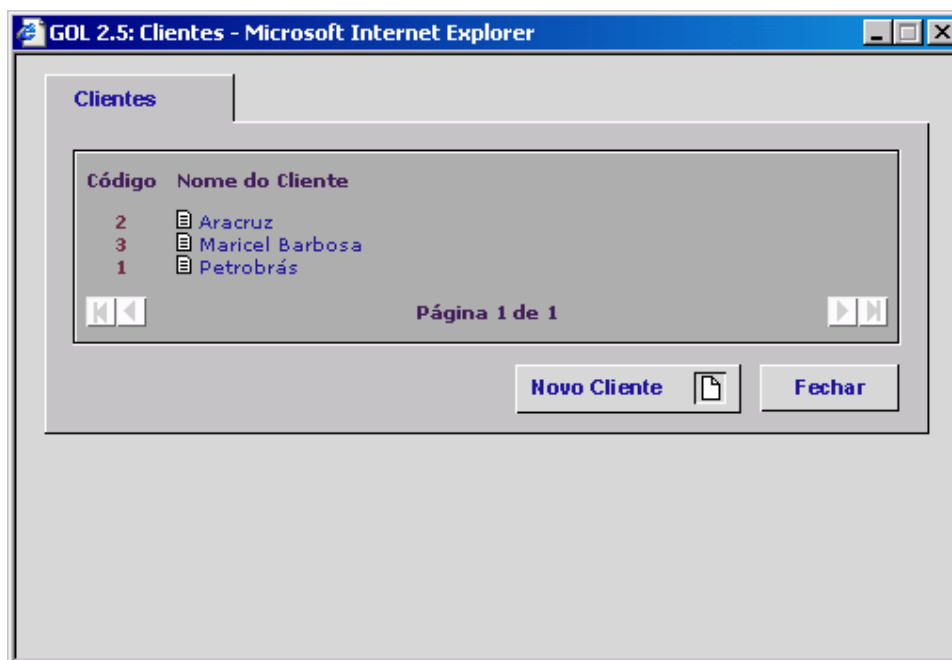 GOL 2.5: Clientes - Microsoft Internet Explorer
Clientes
Código Nome do Cliente
2 Aracruz
3 Maricel Barbosa
1 Petrobrás
Página 1 de 1
Novo Cliente Fechar